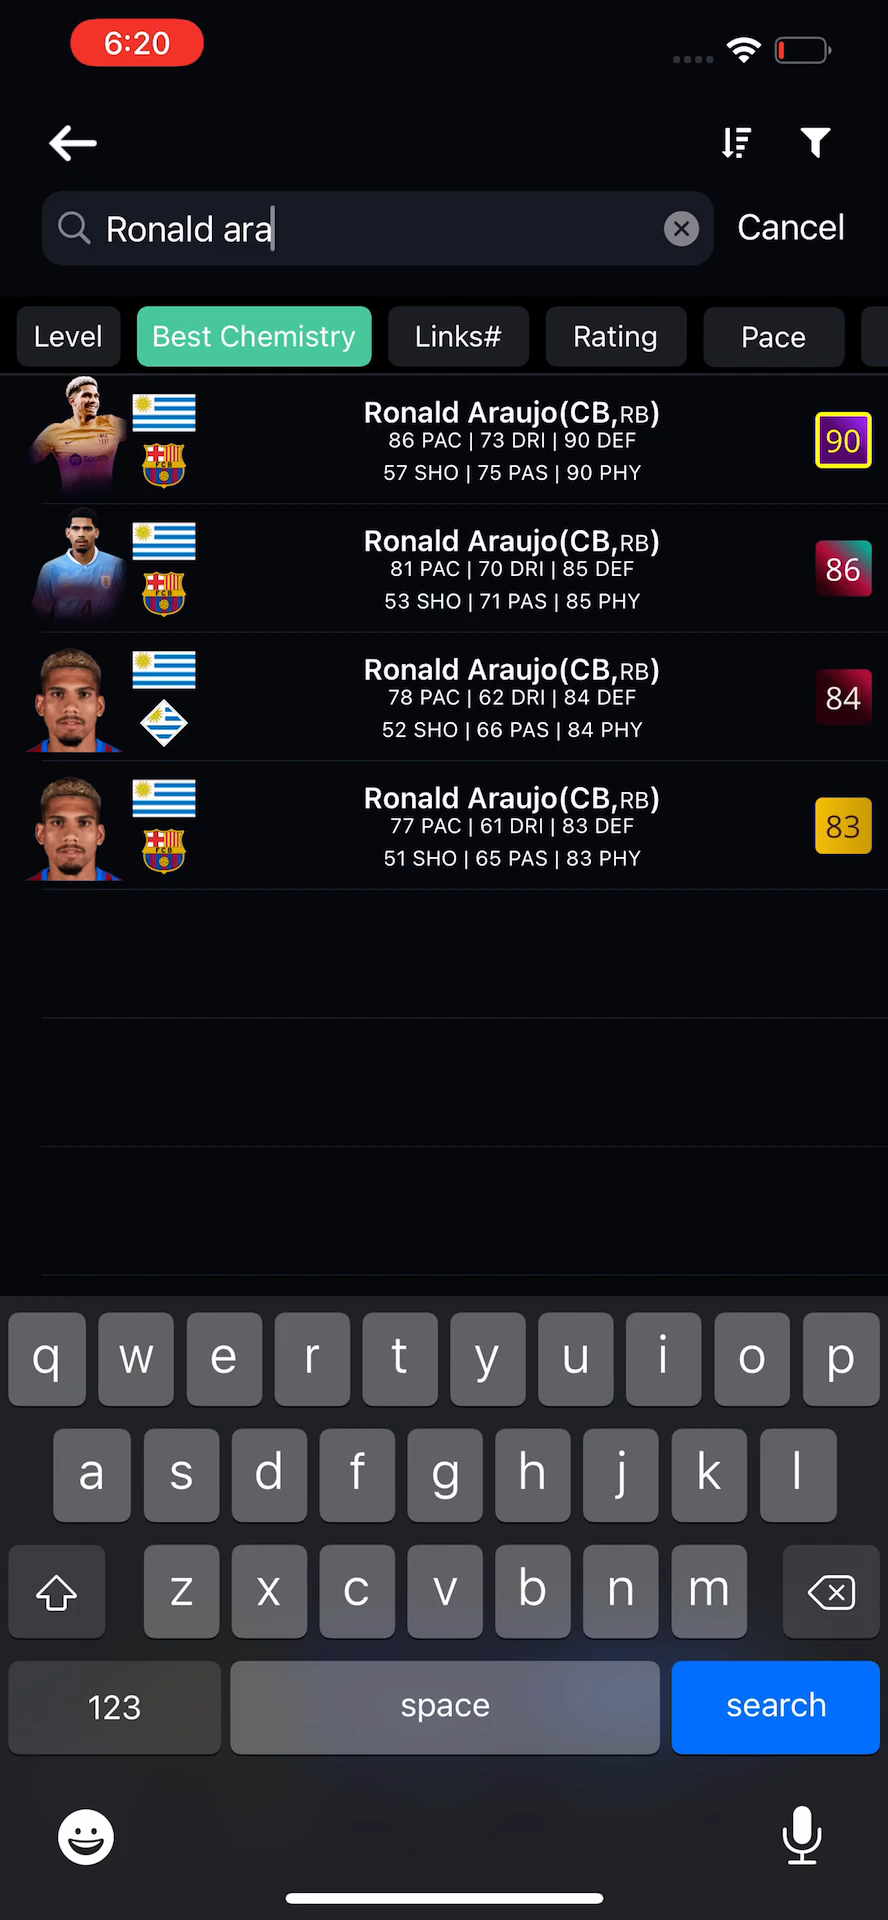 6:20
Ronald ara
Cancel
Level Best Chemistry Links# Rating Pace
Ronald Araujo(CB,RB)
86 PAC | 73 DRI | 90 DEF
57 SHO | 75 PAS | 90 PHY
90
Ronald Araujo(CB,RB)
81 PAC | 70 DRI | 85 DEF
53 SHO | 71 PAS | 85 PHY
86
Ronald Araujo(CB,RB)
78 PAC | 62 DRI | 84 DEF
52 SHO | 66 PAS | 84 PHY
84
Ronald Araujo(CB,RB)
77 PAC | 61 DRI | 83 DEF
51 SHO | 65 PAS | 83 PHY
83
q w e r t y u i o p
a s d f g h j k l
z x c v b n m
123 space search